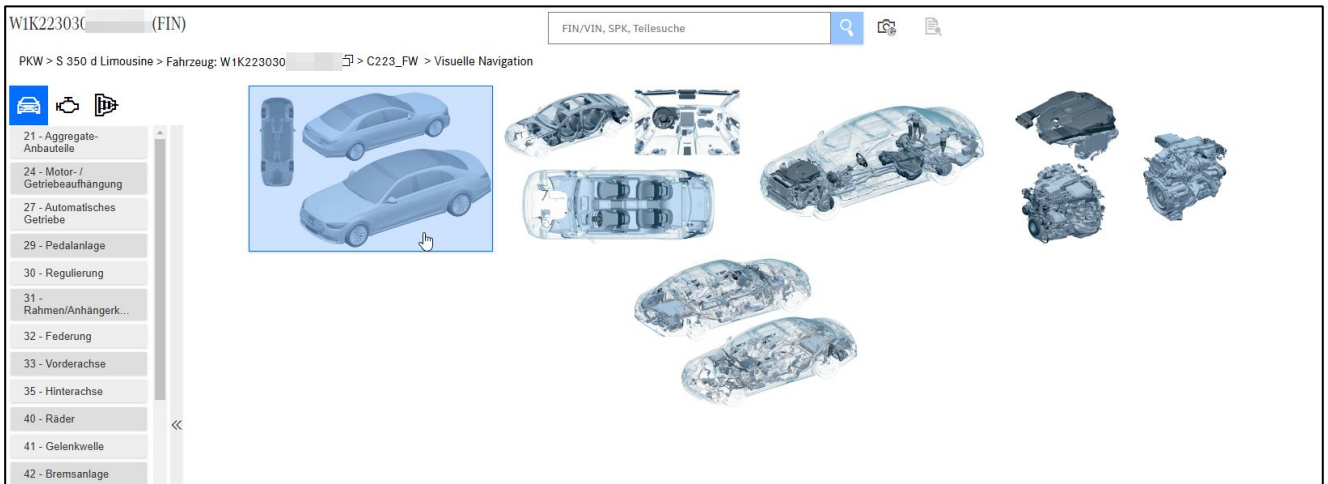 W1K223030 (FIN)
FIN/VIN, SPK, Teilesuche
PKW > S 350 d Limousine > Fahrzeug: W1K223030 > C223_FW > Visuelle Navigation
21 - Aggregate-
Anbauteile
24 - Motor- /
Getriebeaufhängung
27 - Automatisches
Getriebe
29 - Pedalanlage
30 - Regulierung
31 -
Rahmen/Anhängerk...
32 - Federung
33 - Vorderachse
35 - Hinterachse
40 - Räder
41 - Gelenkwelle
42 - Bremsanlage